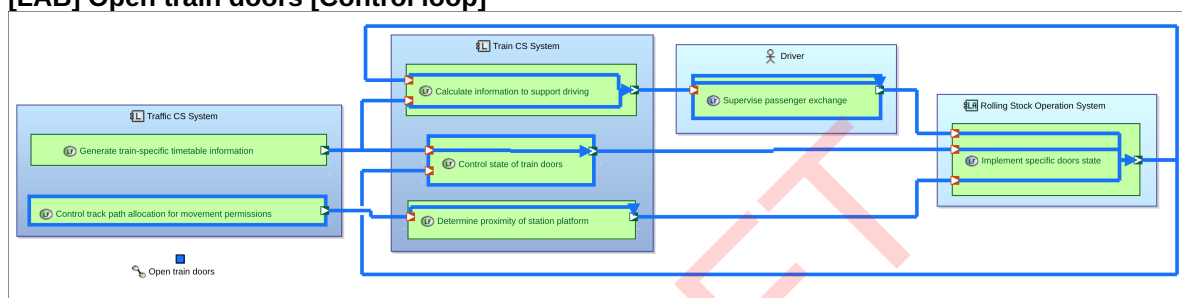 [LAB] Open train doors [Control loop]
Train CS System
Driver
Calculate information to support driving
Supervise passenger exchange
Rolling Stock Operation System
Traffic CS System
Generate train-specific timetable information
Control state of train doors
Implement specific doors state
Control track path allocation for movement permissions
Determine proximity of station platform
Open train doors